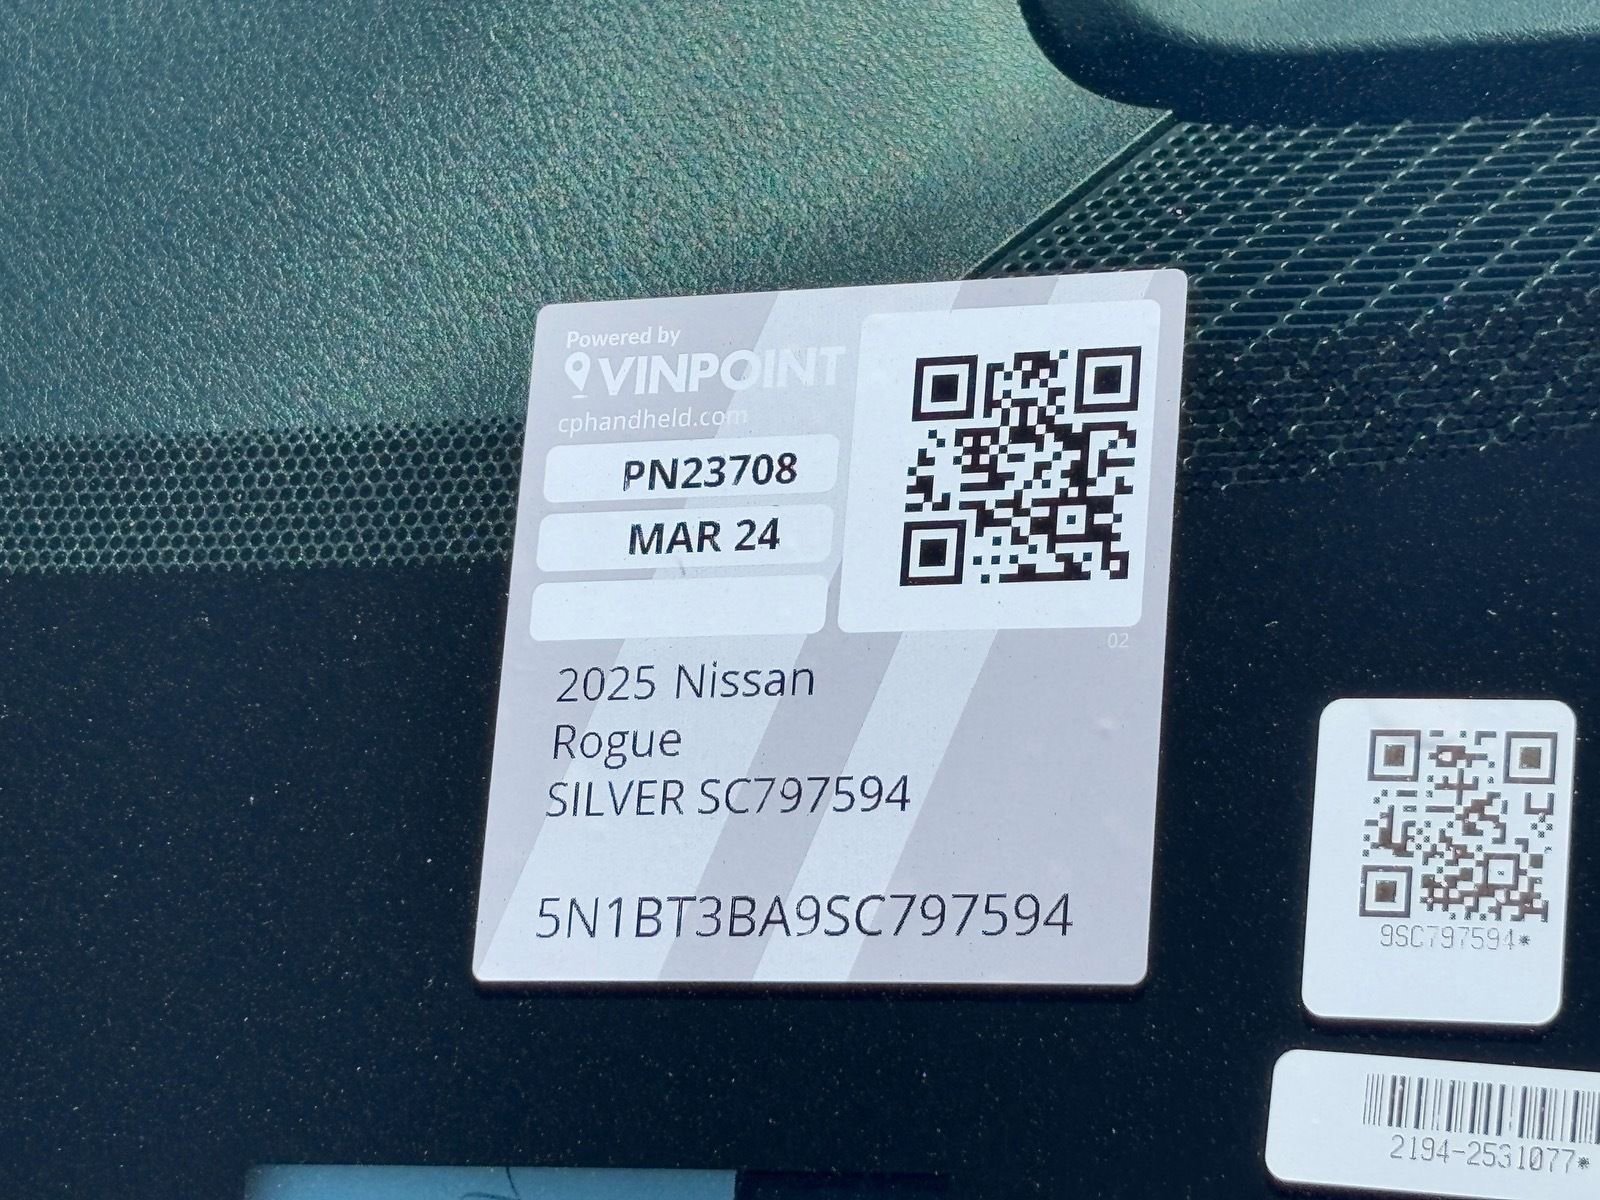 Powered by
VINPOINT
cphandheld.com
PN23708
MAR 24
02
2025 Nissan
Rogue
SILVER SC797594
5N1BT3BA9SC797594
9SC797594*
2194-2531077*